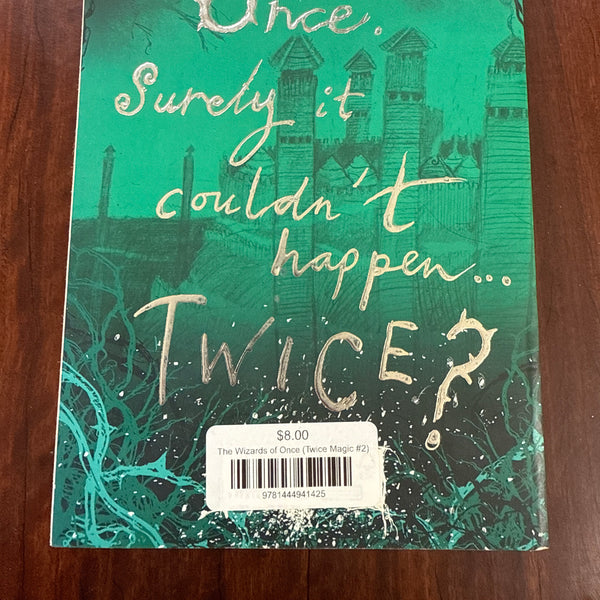 Once.
Surely it
couldn't
happen...
TWICE?
$8.00
The Wizards of Once (Twice Magic #2)
9781444941425